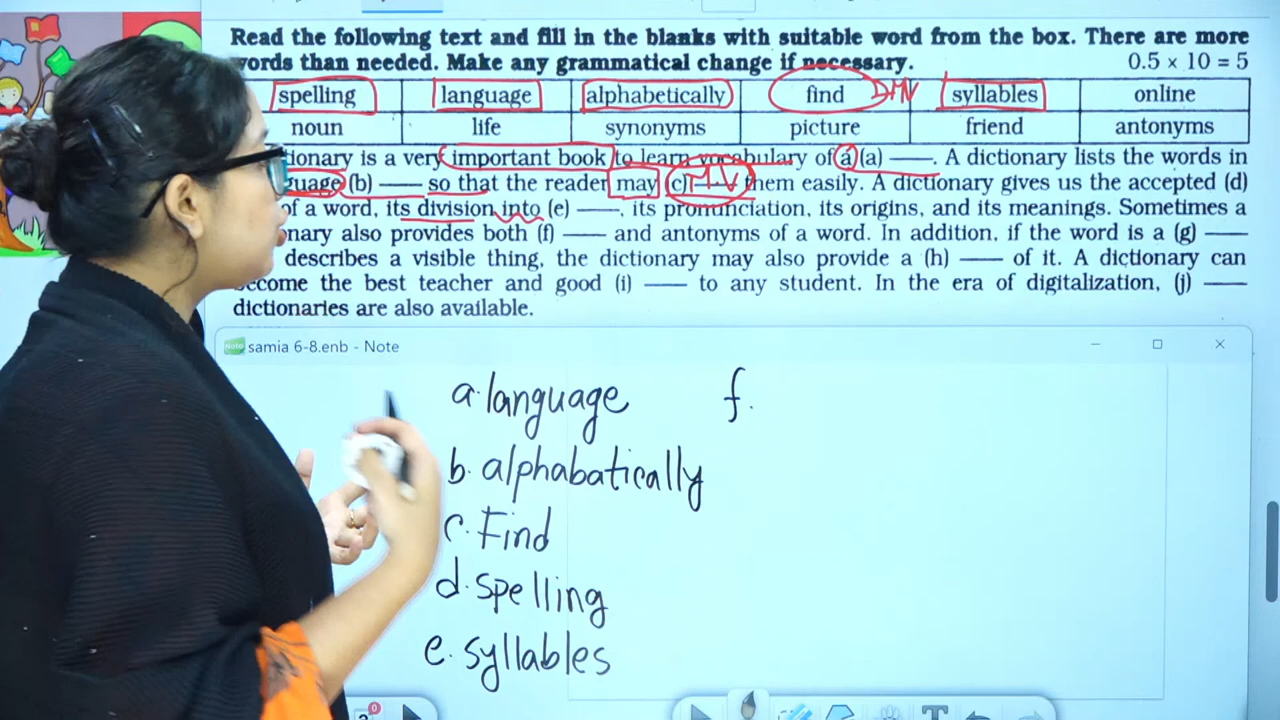 Read the following text and fill in the blanks with suitable word from the box. There are more
words than needed. Make any grammatical change if necessary. 0.5 × 10 = 5
spelling language alphabetically find DMV syllables online
noun life synonyms picture friend antonyms
tionary is a very important book to learn vocabulary of a (a) ——. A dictionary lists the words in
guage (b) —— so that the reader may (c) —— them easily. A dictionary gives us the accepted (d)
of a word, its division into (e) ——, its pronunciation, its origins, and its meanings. Sometimes a
nary also provides both (f) —— and antonyms of a word. In addition, if the word is a (g) ——
describes a visible thing, the dictionary may also provide a (h) —— of it. A dictionary can
ecome the best teacher and good (i) —— to any student. In the era of digitalization, (j) ——
dictionaries are also available.
Note samia 6-8.enb - Note
a. language f.
b. alphabatically
c. Find
d. spelling
e. syllables